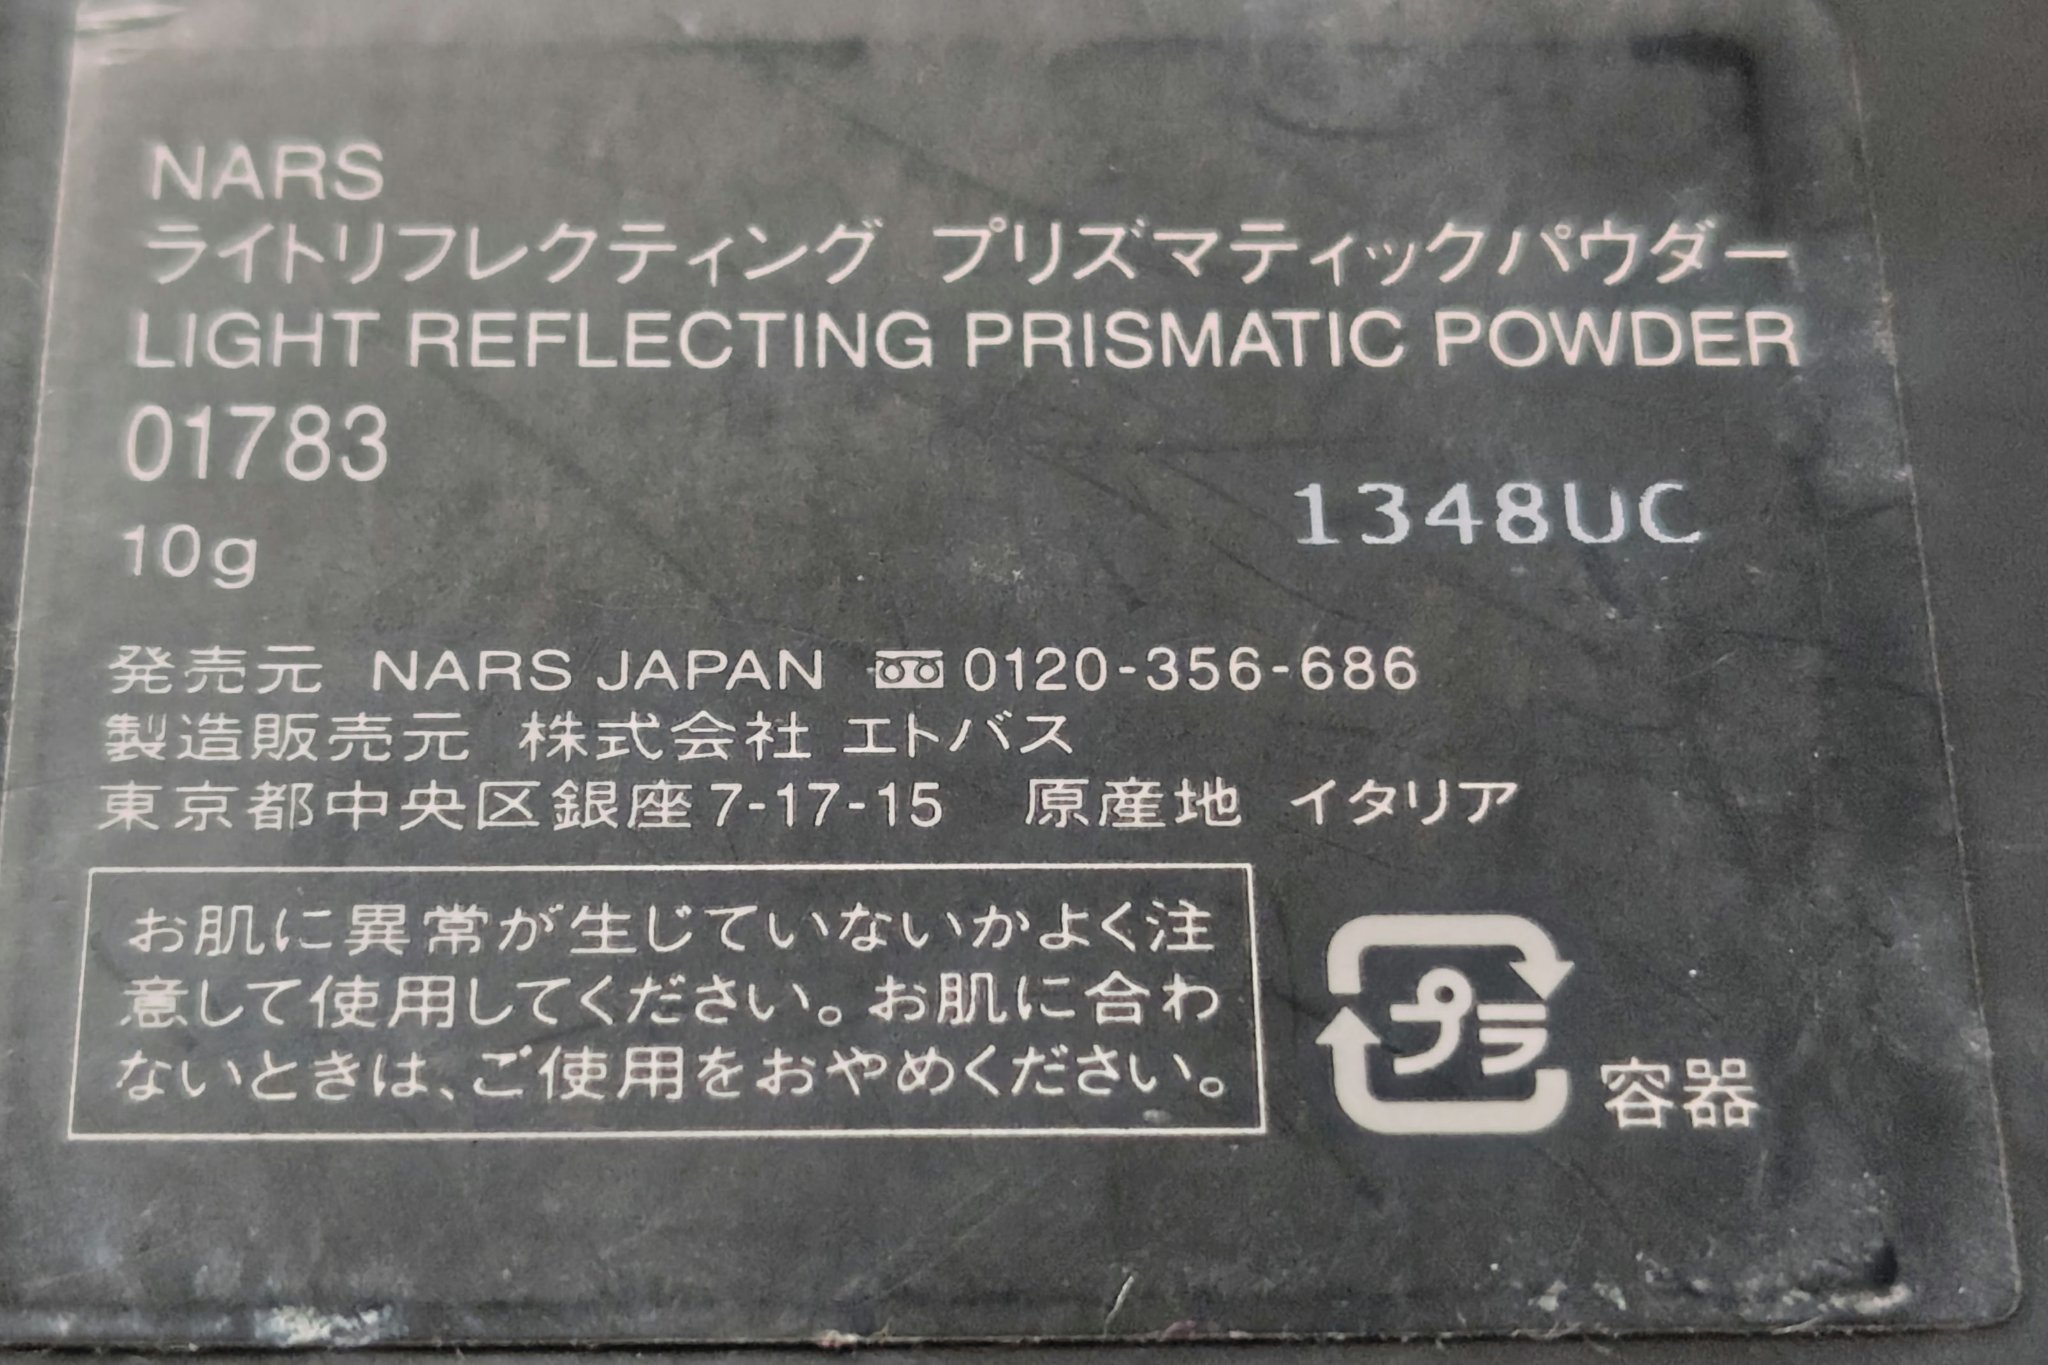 NARS
ライトリフレクティング プリズマティックパウダー
LIGHT REFLECTING PRISMATIC POWDER
01783
1348UC
10g
発売元 NARS JAPAN 0120-356-686
製造販売元 株式会社 エトバス
東京都中央区銀座7-17-15 原産地 イタリア
お肌に異常が生じていないかよく注
意して使用してください。お肌に合わ
ないときは、ご使用をおやめください。
プラ
容器